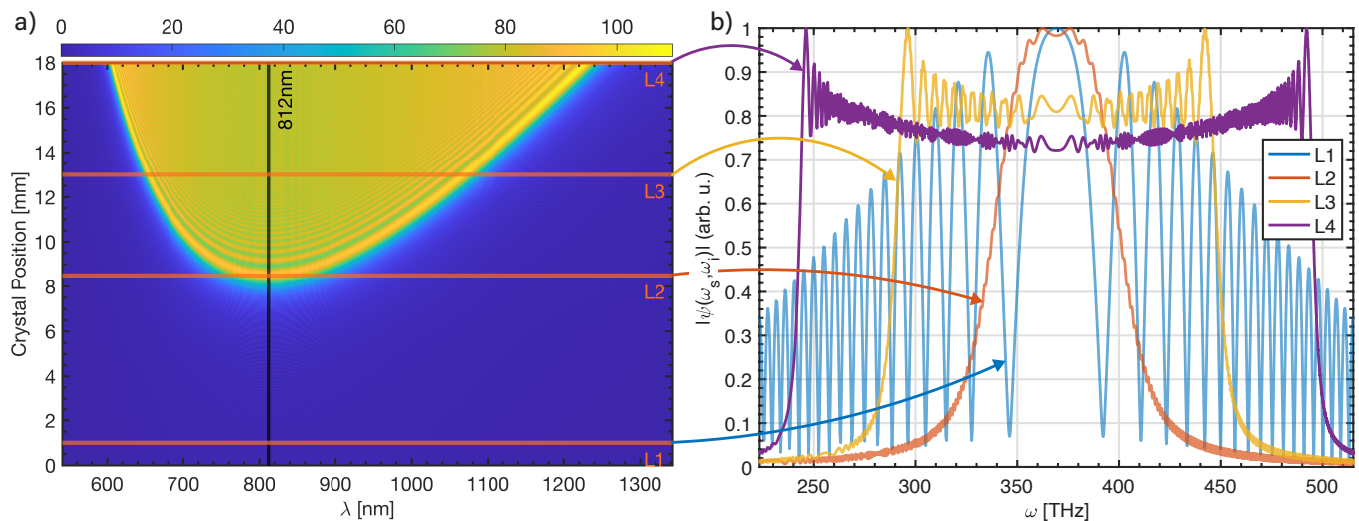 a)
0 20 40 60 80 100
18
16
14
12
10
8
6
4
2
0
Crystal Position [mm]
812nm
L4
L3
L2
L1
600 700 800 900 1000 1100 1200 1300
λ [nm]
b)
1
0.9
0.8
0.7
0.6
0.5
0.4
0.3
0.2
0.1
0
|ψ(ω_s,ω_i)| (arb. u.)
L1
L2
L3
L4
250 300 350 400 450 500
ω [THz]